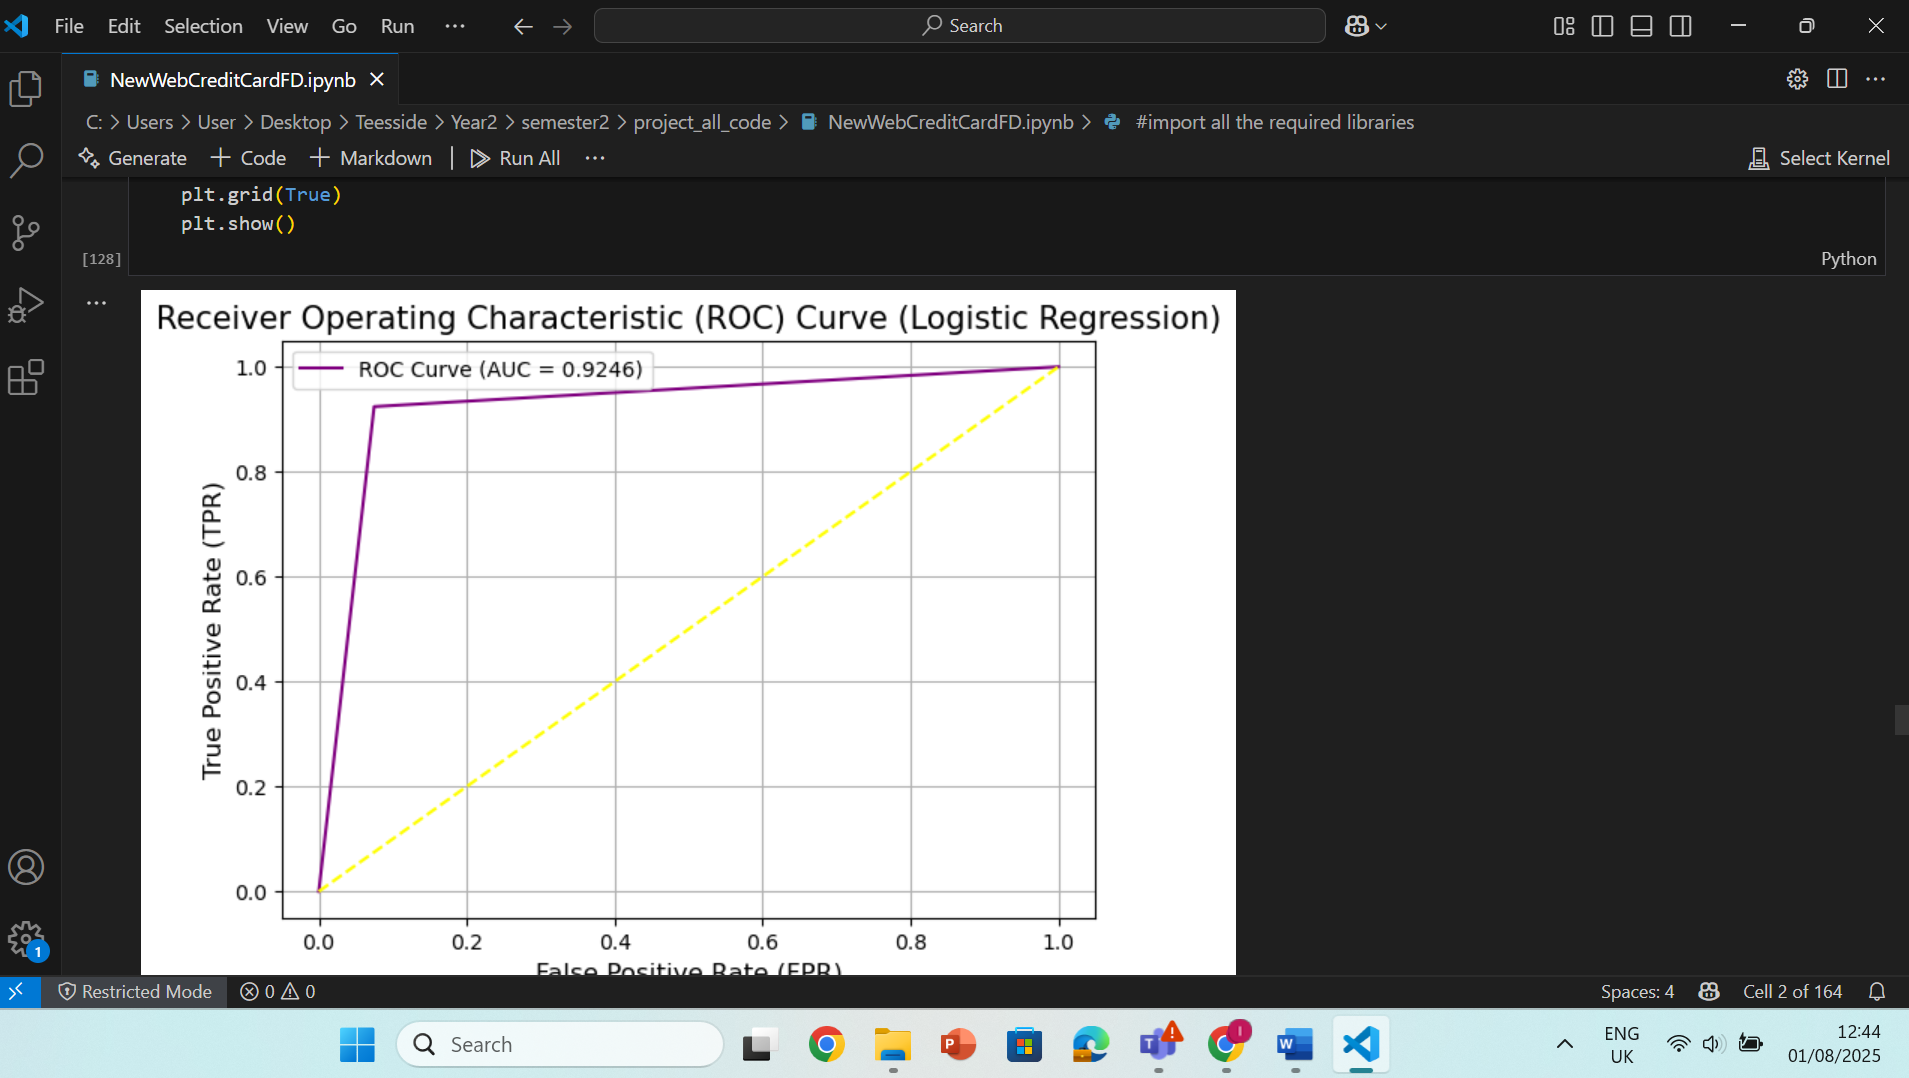 File Edit Selection View Go Run ··· Search
NewWebCreditCardFD.ipynb
C: > Users > User > Desktop > Teesside > Year2 > semester2 > project_all_code > NewWebCreditCardFD.ipynb > #import all the required libraries
Generate + Code + Markdown | Run All ··· Select Kernel
plt.grid(True)
plt.show()
[128] Python
Receiver Operating Characteristic (ROC) Curve (Logistic Regression)
ROC Curve (AUC = 0.9246)
True Positive Rate (TPR)
1.0
0.8
0.6
0.4
0.2
0.0
0.0 0.2 0.4 0.6 0.8 1.0
False Positive Rate (FPR)
1
Restricted Mode 0 0 Spaces: 4 Cell 2 of 164
Search ENG 12:44
UK 01/08/2025